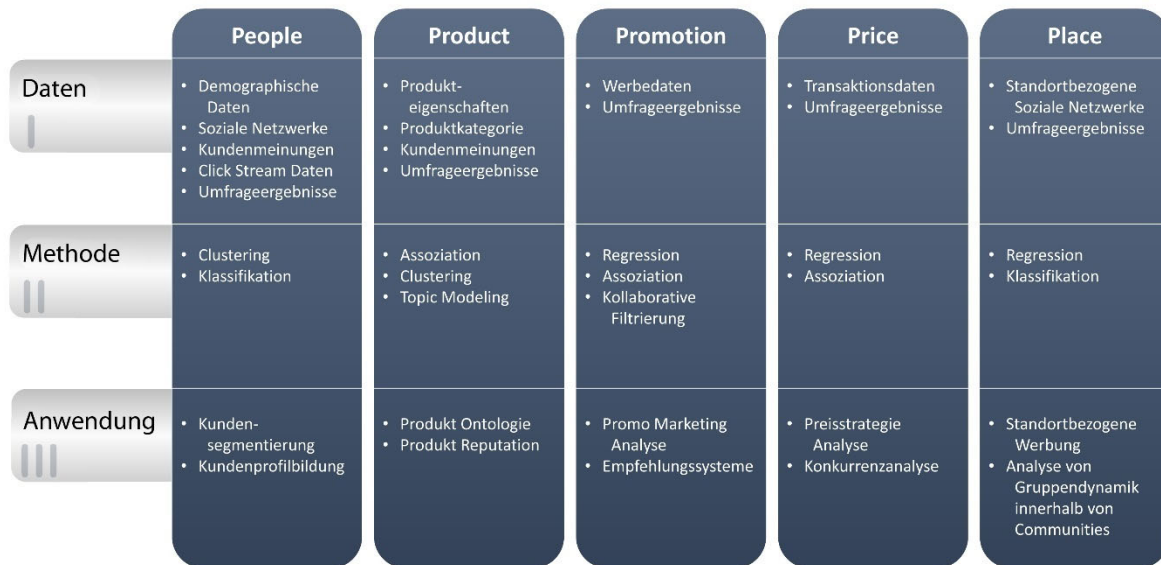 People
Product
Promotion
Price
Place
Daten
I
• Demographische
Daten
• Soziale Netzwerke
• Kundenmeinungen
• Click Stream Daten
• Umfrageergebnisse
• Produkt-
eigenschaften
• Produktkategorie
• Kundenmeinungen
• Umfrageergebnisse
• Werbedaten
• Umfrageergebnisse
• Transaktionsdaten
• Umfrageergebnisse
• Standortbezogene
Soziale Netzwerke
• Umfrageergebnisse
Methode
II
• Clustering
• Klassifikation
• Assoziation
• Clustering
• Topic Modeling
• Regression
• Assoziation
• Kollaborative
Filtrierung
• Regression
• Assoziation
• Regression
• Klassifikation
Anwendung
III
• Kunden-
segmentierung
• Kundenprofilbildung
• Produkt Ontologie
• Produkt Reputation
• Promo Marketing
Analyse
• Empfehlungssysteme
• Preisstrategie
Analyse
• Konkurrenzanalyse
• Standortbezogene
Werbung
• Analyse von
Gruppendynamik
innerhalb von
Communities